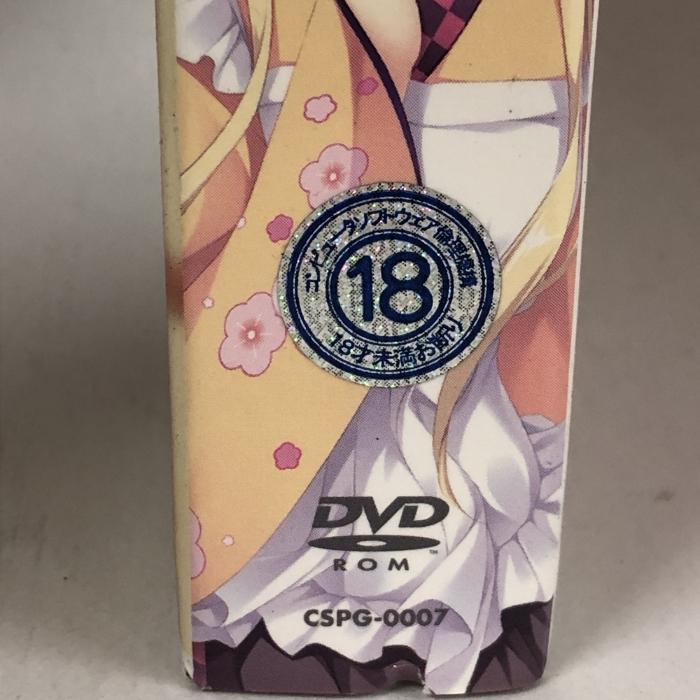 コンピュータソフトウェア倫理機構
18
18才未満お断り
DVD
ROM
CSPG-0007